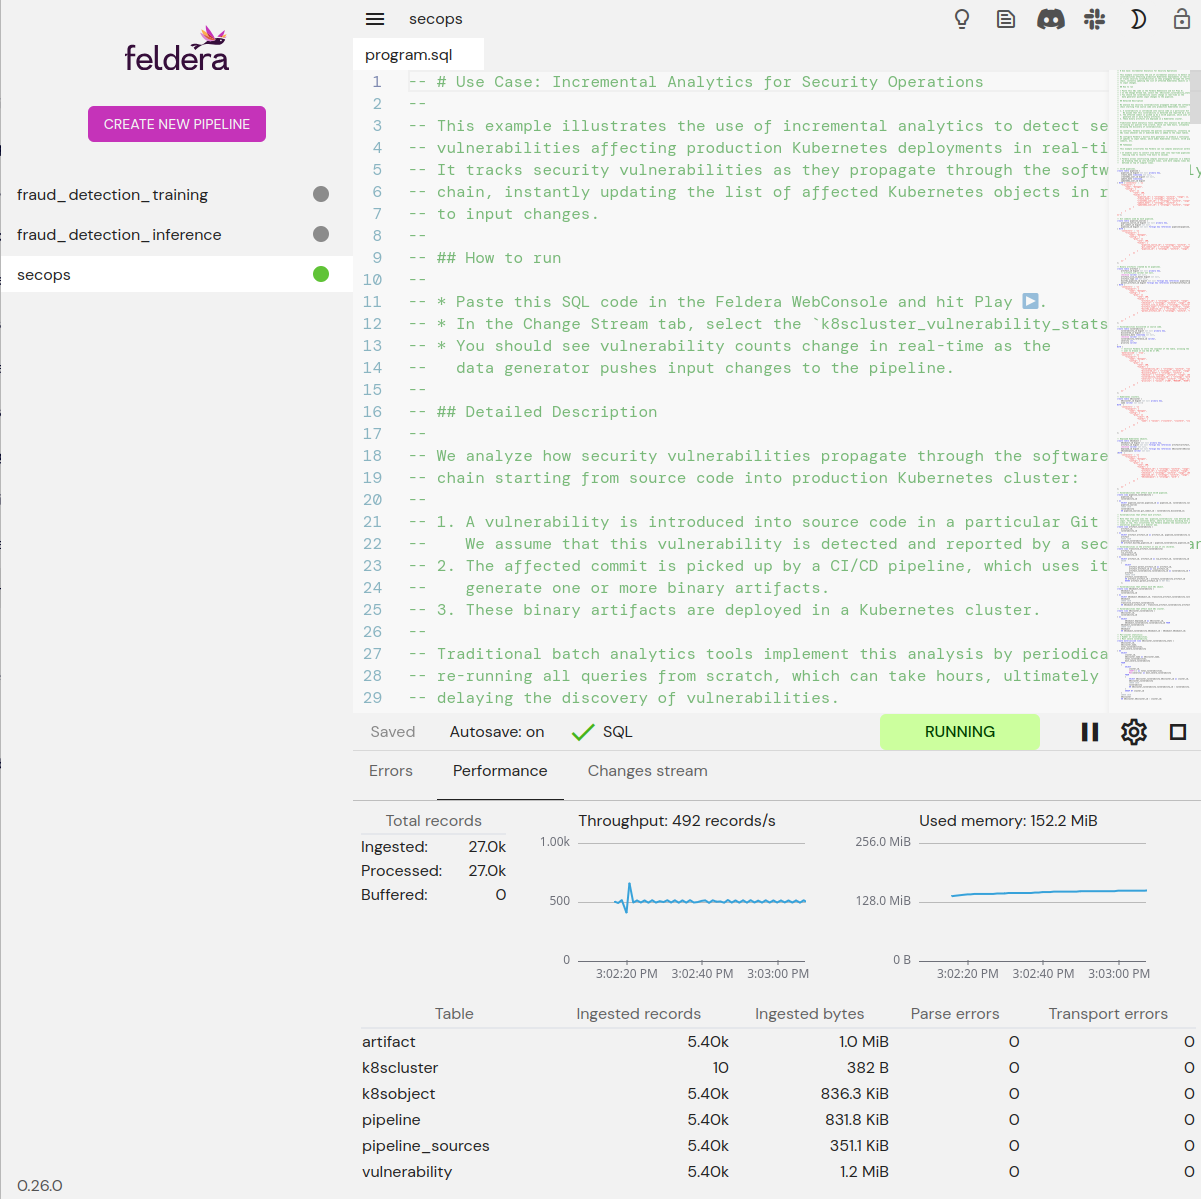 feldera
CREATE NEW PIPELINE
fraud_detection_training
fraud_detection_inference
secops
0.26.0
secops
program.sql
1 -- # Use Case: Incremental Analytics for Security Operations
2 --
3 -- This example illustrates the use of incremental analytics to detect se
4 -- vulnerabilities affecting production Kubernetes deployments in real-ti
5 -- It tracks security vulnerabilities as they propagate through the softw
6 -- chain, instantly updating the list of affected Kubernetes objects in r
7 -- to input changes.
8 --
9 -- ## How to run
10 --
11 -- * Paste this SQL code in the Feldera WebConsole and hit Play ▶️.
12 -- * In the Change Stream tab, select the `k8scluster_vulnerability_stats
13 -- * You should see vulnerability counts change in real-time as the
14 --   data generator pushes input changes to the pipeline.
15 --
16 -- ## Detailed Description
17 --
18 -- We analyze how security vulnerabilities propagate through the software
19 -- chain starting from source code into production Kubernetes cluster:
20 --
21 -- 1. A vulnerability is introduced into source code in a particular Git
22 --    We assume that this vulnerability is detected and reported by a sec
23 -- 2. The affected commit is picked up by a CI/CD pipeline, which uses it
24 --    generate one or more binary artifacts.
25 -- 3. These binary artifacts are deployed in a Kubernetes cluster.
26 --
27 -- Traditional batch analytics tools implement this analysis by periodica
28 -- re-running all queries from scratch, which can take hours, ultimately
29 -- delaying the discovery of vulnerabilities.
Saved Autosave: on SQL RUNNING
Errors Performance Changes stream
Total records
Ingested: 27.0k
Processed: 27.0k
Buffered: 0
Throughput: 492 records/s
1.00k
500
0
3:02:20 PM 3:02:40 PM 3:03:00 PM
Used memory: 152.2 MiB
256.0 MiB
128.0 MiB
0 B
3:02:20 PM 3:02:40 PM 3:03:00 PM
Table Ingested records Ingested bytes Parse errors Transport errors
artifact 5.40k 1.0 MiB 0 0
k8scluster 10 382 B 0 0
k8sobject 5.40k 836.3 KiB 0 0
pipeline 5.40k 831.8 KiB 0 0
pipeline_sources 5.40k 351.1 KiB 0 0
vulnerability 5.40k 1.2 MiB 0 0